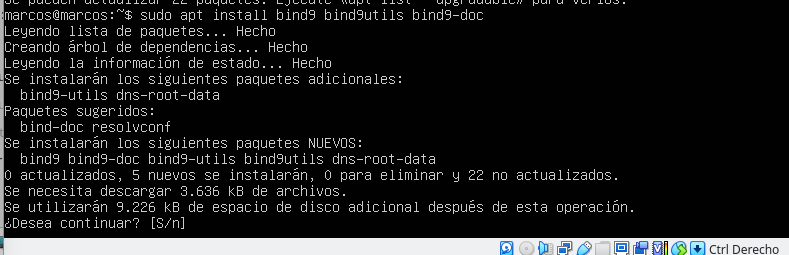 Se pueden actualizar 22 paquetes. Ejecute «apt list --upgradable» para verlos.
marcos@marcos:~$ sudo apt install bind9 bind9utils bind9-doc
Leyendo lista de paquetes... Hecho
Creando árbol de dependencias... Hecho
Leyendo la información de estado... Hecho
Se instalarán los siguientes paquetes adicionales:
  bind9-utils dns-root-data
Paquetes sugeridos:
  bind-doc resolvconf
Se instalarán los siguientes paquetes NUEVOS:
  bind9 bind9-doc bind9-utils bind9utils dns-root-data
0 actualizados, 5 nuevos se instalarán, 0 para eliminar y 22 no actualizados.
Se necesita descargar 3.636 kB de archivos.
Se utilizarán 9.226 kB de espacio de disco adicional después de esta operación.
¿Desea continuar? [S/n]
Ctrl Derecho